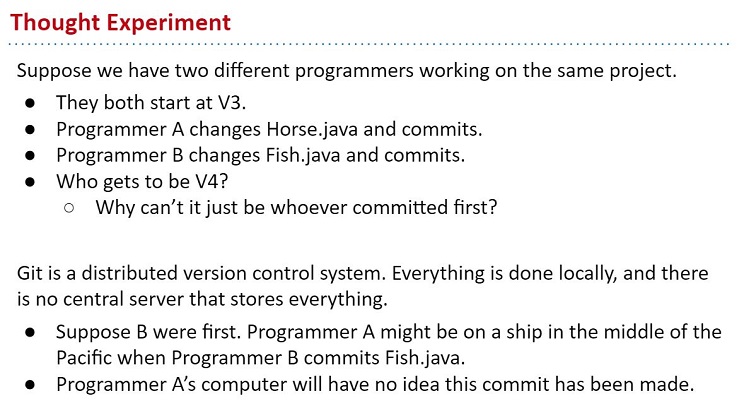 Thought Experiment
Suppose we have two different programmers working on the same project.
● They both start at V3.
● Programmer A changes Horse.java and commits.
● Programmer B changes Fish.java and commits.
● Who gets to be V4?
○ Why can’t it just be whoever committed first?
Git is a distributed version control system. Everything is done locally, and there
is no central server that stores everything.
● Suppose B were first. Programmer A might be on a ship in the middle of the
Pacific when Programmer B commits Fish.java.
● Programmer A’s computer will have no idea this commit has been made.